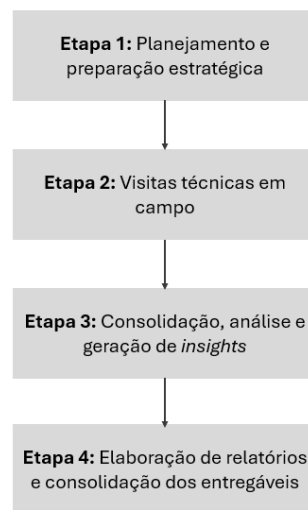 Etapa 1: Planejamento e
preparação estratégica
Etapa 2: Visitas técnicas em
campo
Etapa 3: Consolidação, análise e
geração de insights
Etapa 4: Elaboração de relatórios
e consolidação dos entregáveis